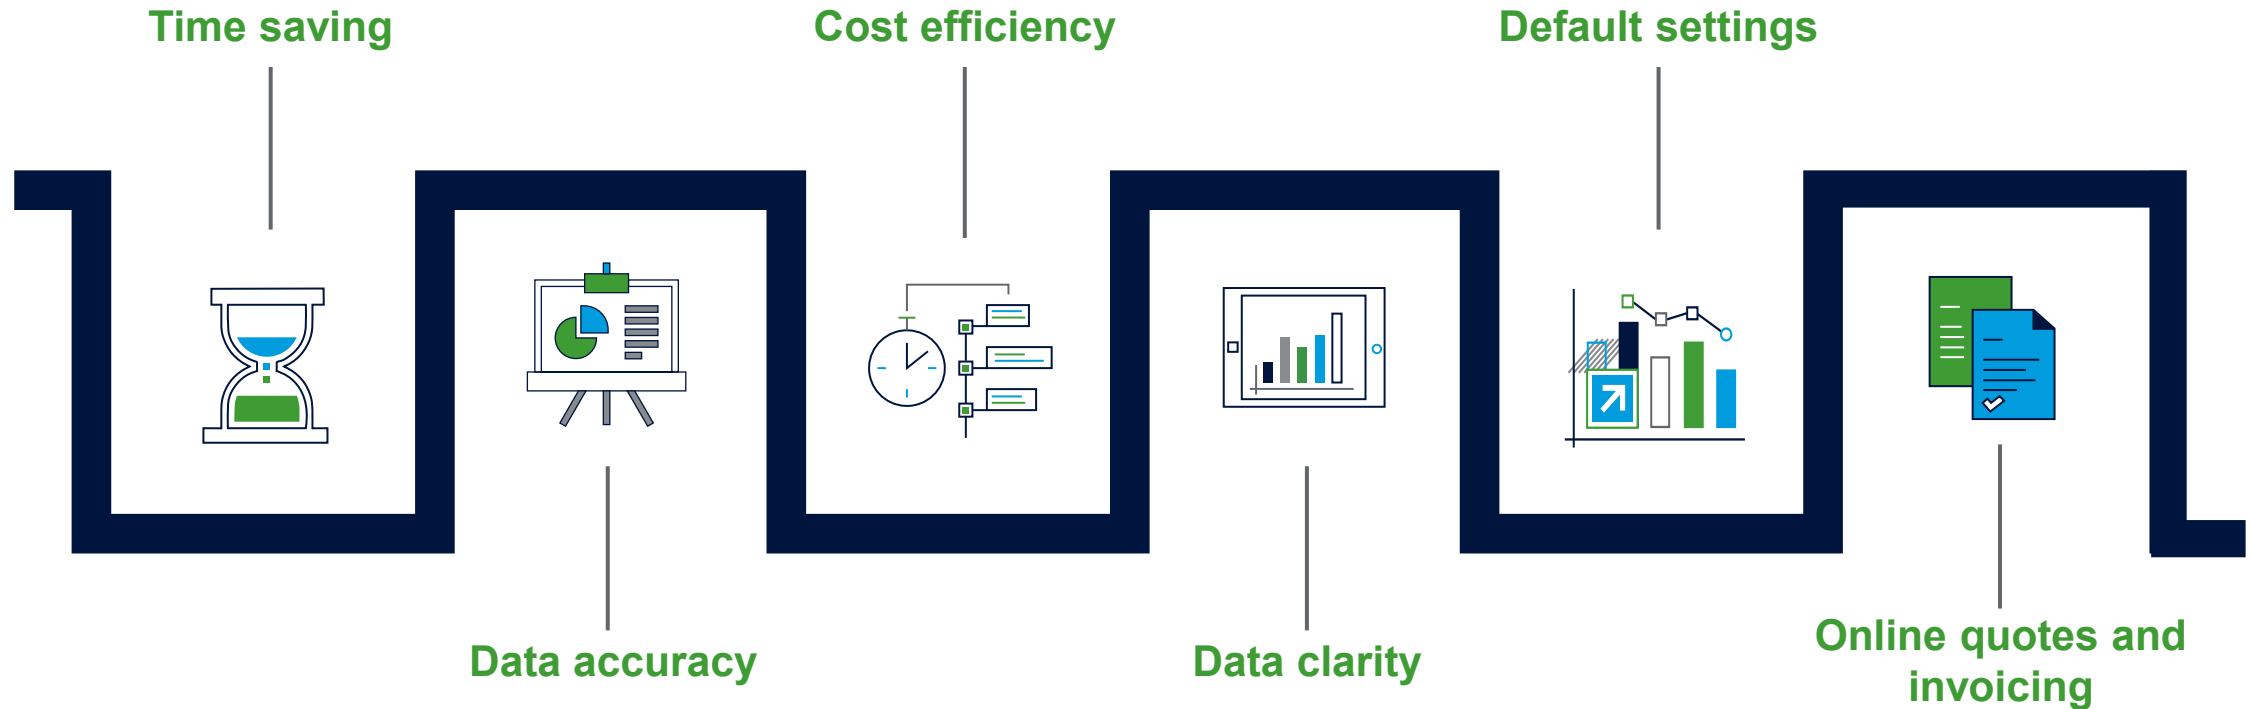 Time saving
Cost efficiency
Default settings
Data accuracy
Data clarity
Online quotes and
invoicing